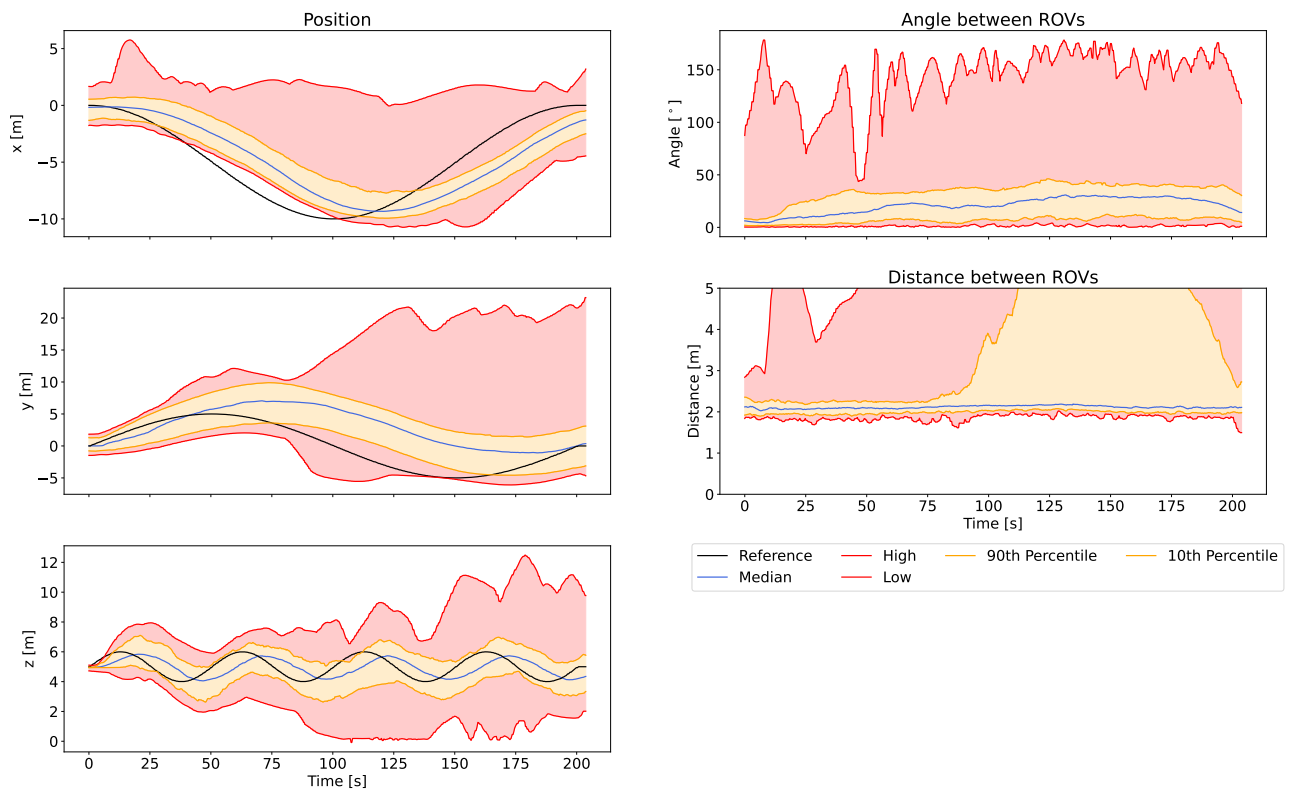 Position
5
0
−5
−10
x [m]
20
15
10
5
0
−5
y [m]
12
10
8
6
4
2
0
z [m]
0 25 50 75 100 125 150 175 200
Time [s]
Angle between ROVs
150
100
50
0
Angle [°]
Distance between ROVs
5
4
3
2
1
0
Distance [m]
0 25 50 75 100 125 150 175 200
Time [s]
Reference High 90th Percentile 10th Percentile
Median Low